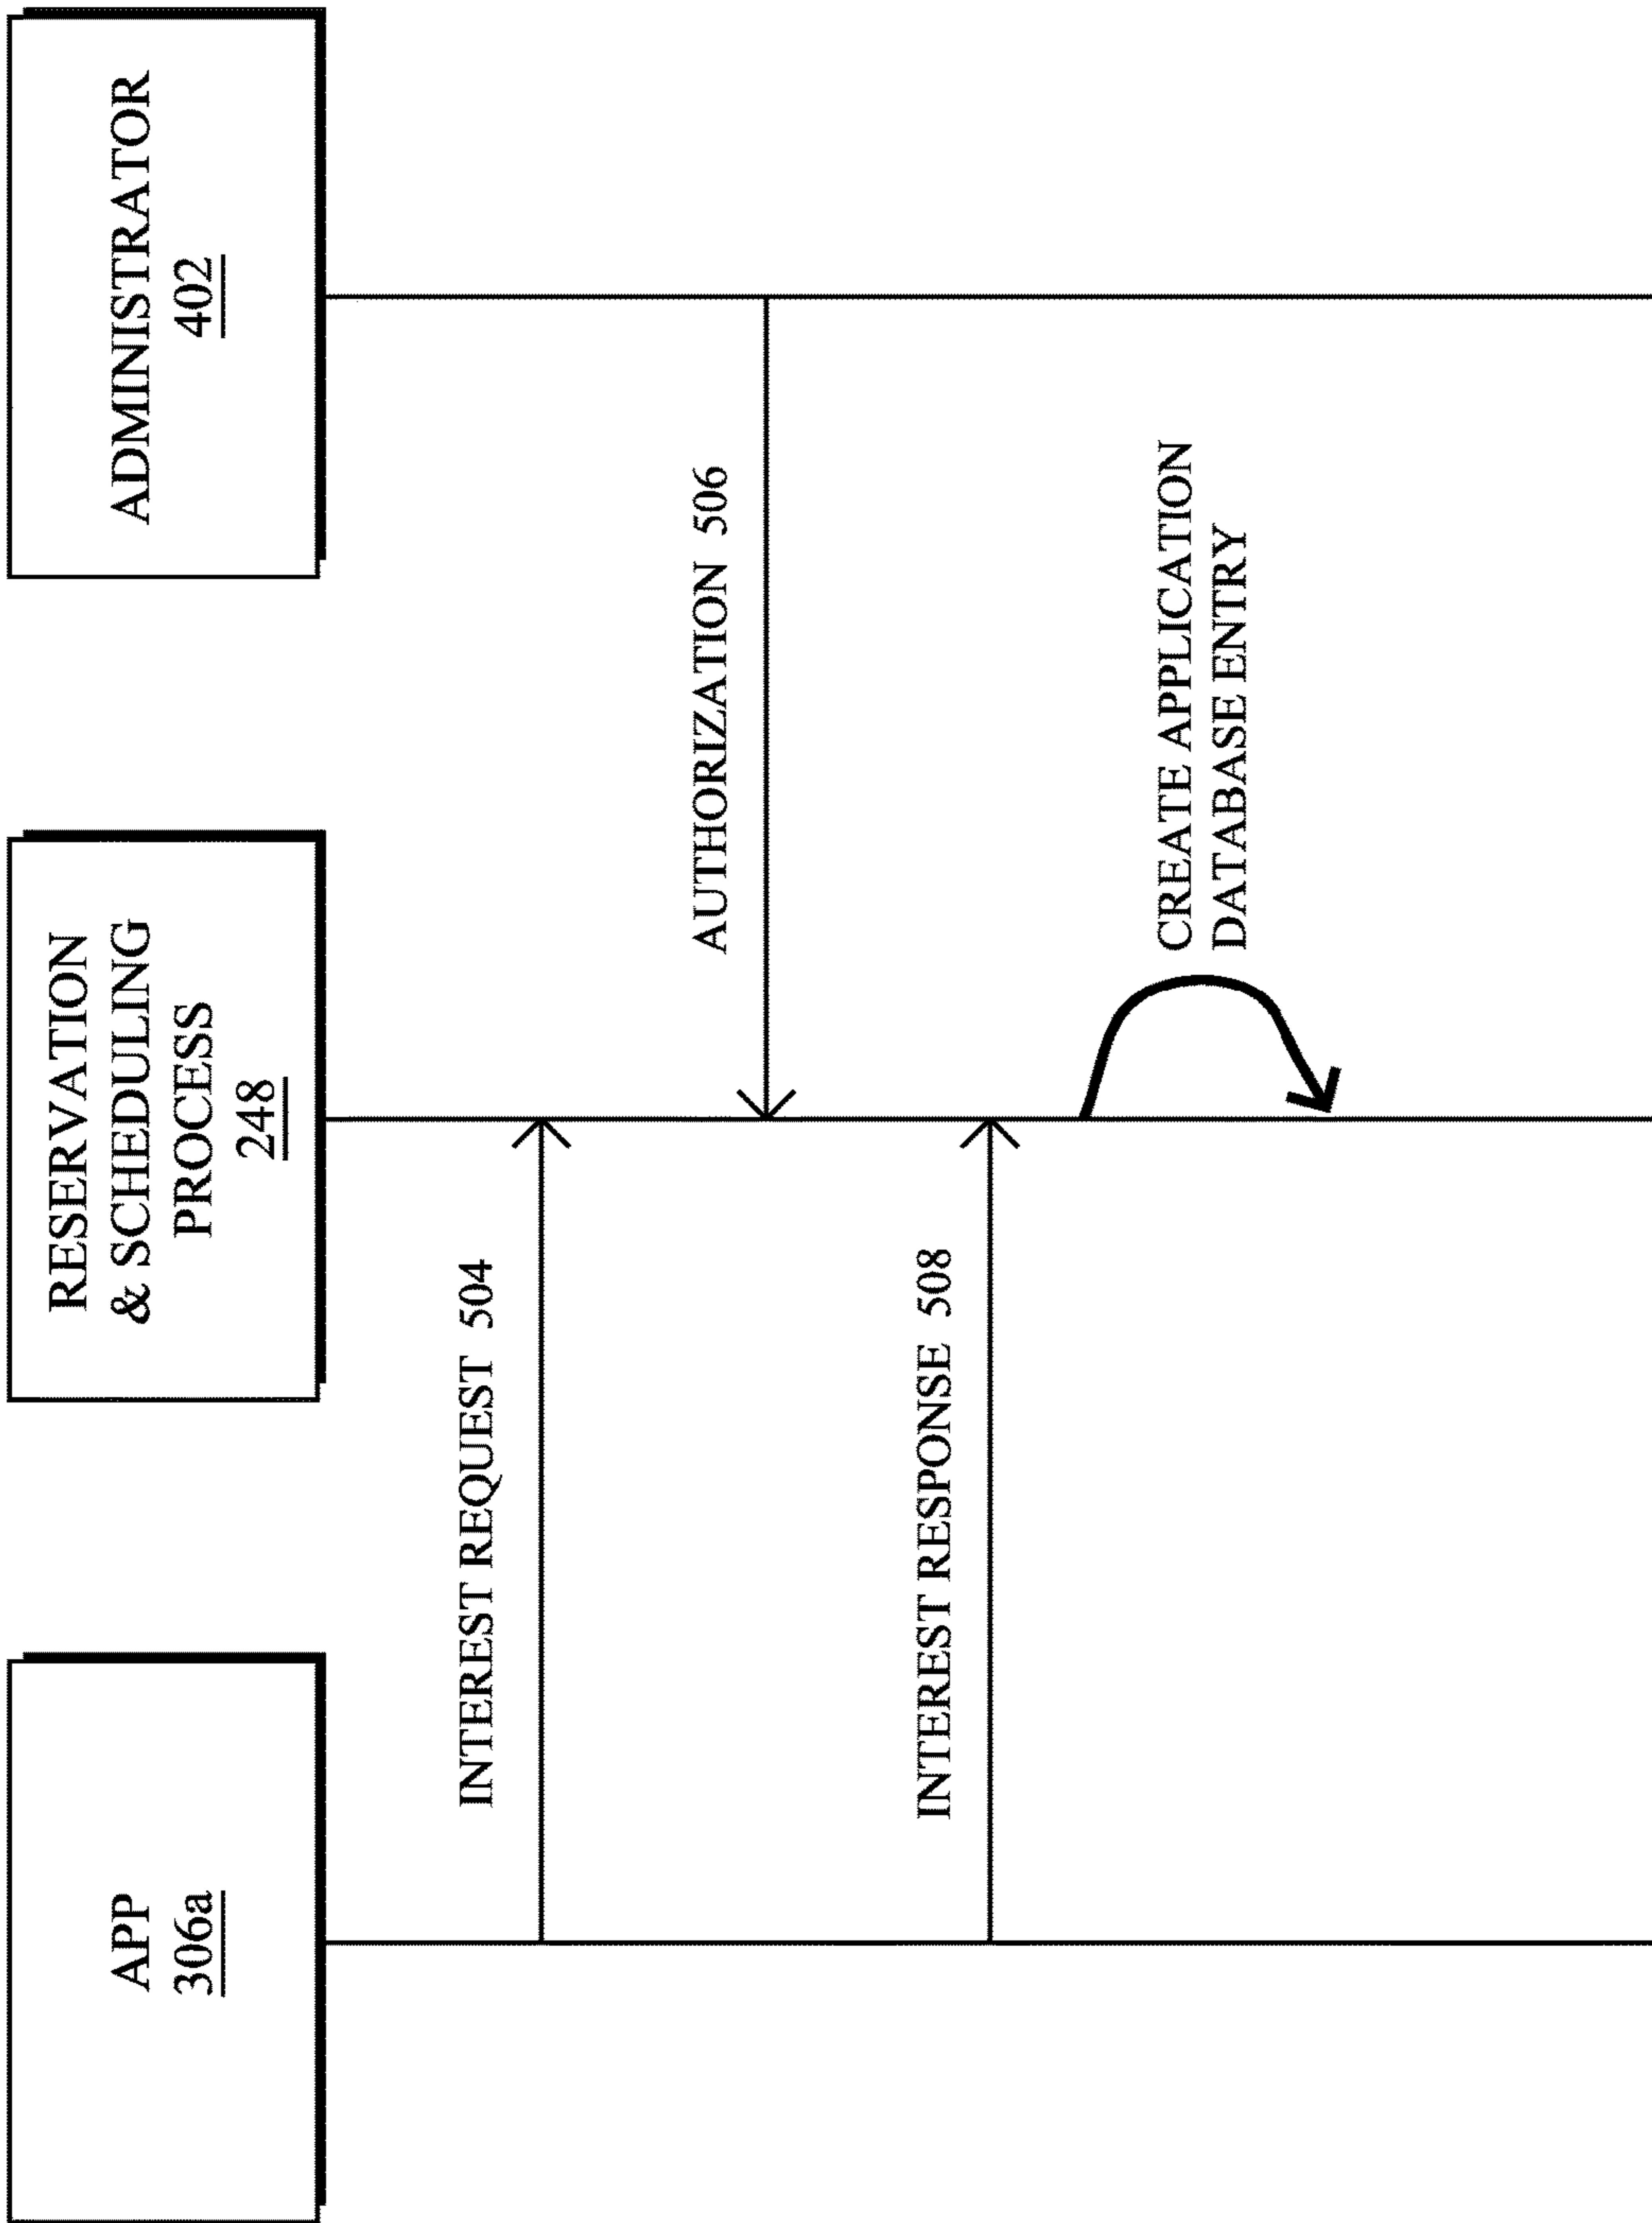 APP
306a
RESERVATION
& SCHEDULING
PROCESS
248
ADMINISTRATOR
402
INTEREST REQUEST 504
AUTHORIZATION 506
INTEREST RESPONSE 508
CREATE APPLICATION
DATABASE ENTRY